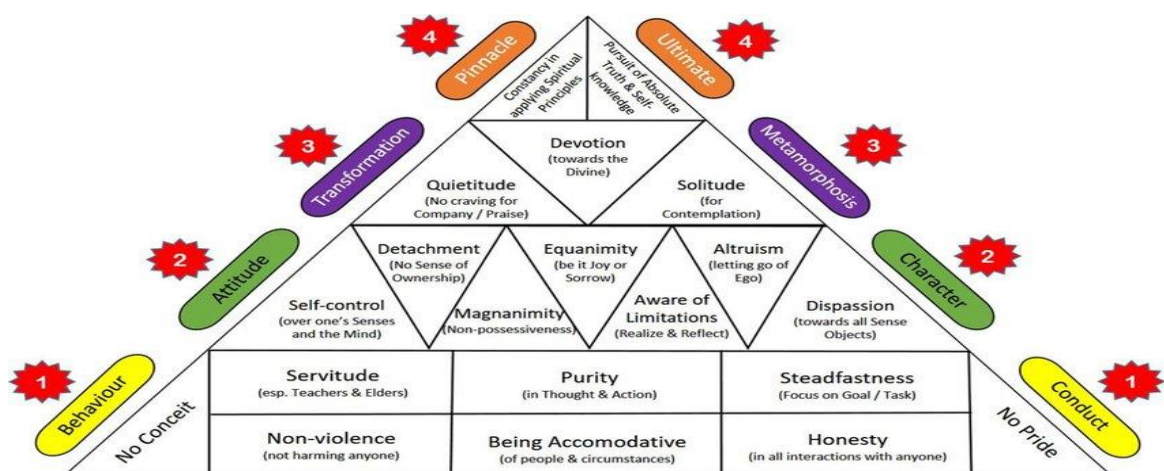 4
Pinnacle
Ultimate
4
Constancy in
applying Spiritual
Principles
Pursuit of Absolute
Truth & Self-
knowledge
3
Transformation
Metamorphosis
3
Devotion
(towards the
Divine)
Quietitude
(No craving for
Company / Praise)
Solitude
(for
Contemplation)
2
Attitude
Character
2
Detachment
(No Sense of
Ownership)
Equanimity
(be it Joy or
Sorrow)
Altruism
(letting go of
Ego)
Self-control
(over one's Senses
and the Mind)
Magnanimity
(Non-possessiveness)
Aware of
Limitations
(Realize & Reflect)
Dispassion
(towards all Sense
Objects)
1
Behaviour
Conduct
1
No Conceit
Servitude
(esp. Teachers & Elders)
Purity
(in Thought & Action)
Steadfastness
(Focus on Goal / Task)
No Pride
Non-violence
(not harming anyone)
Being Accomodative
(of people & circumstances)
Honesty
(in all interactions with anyone)